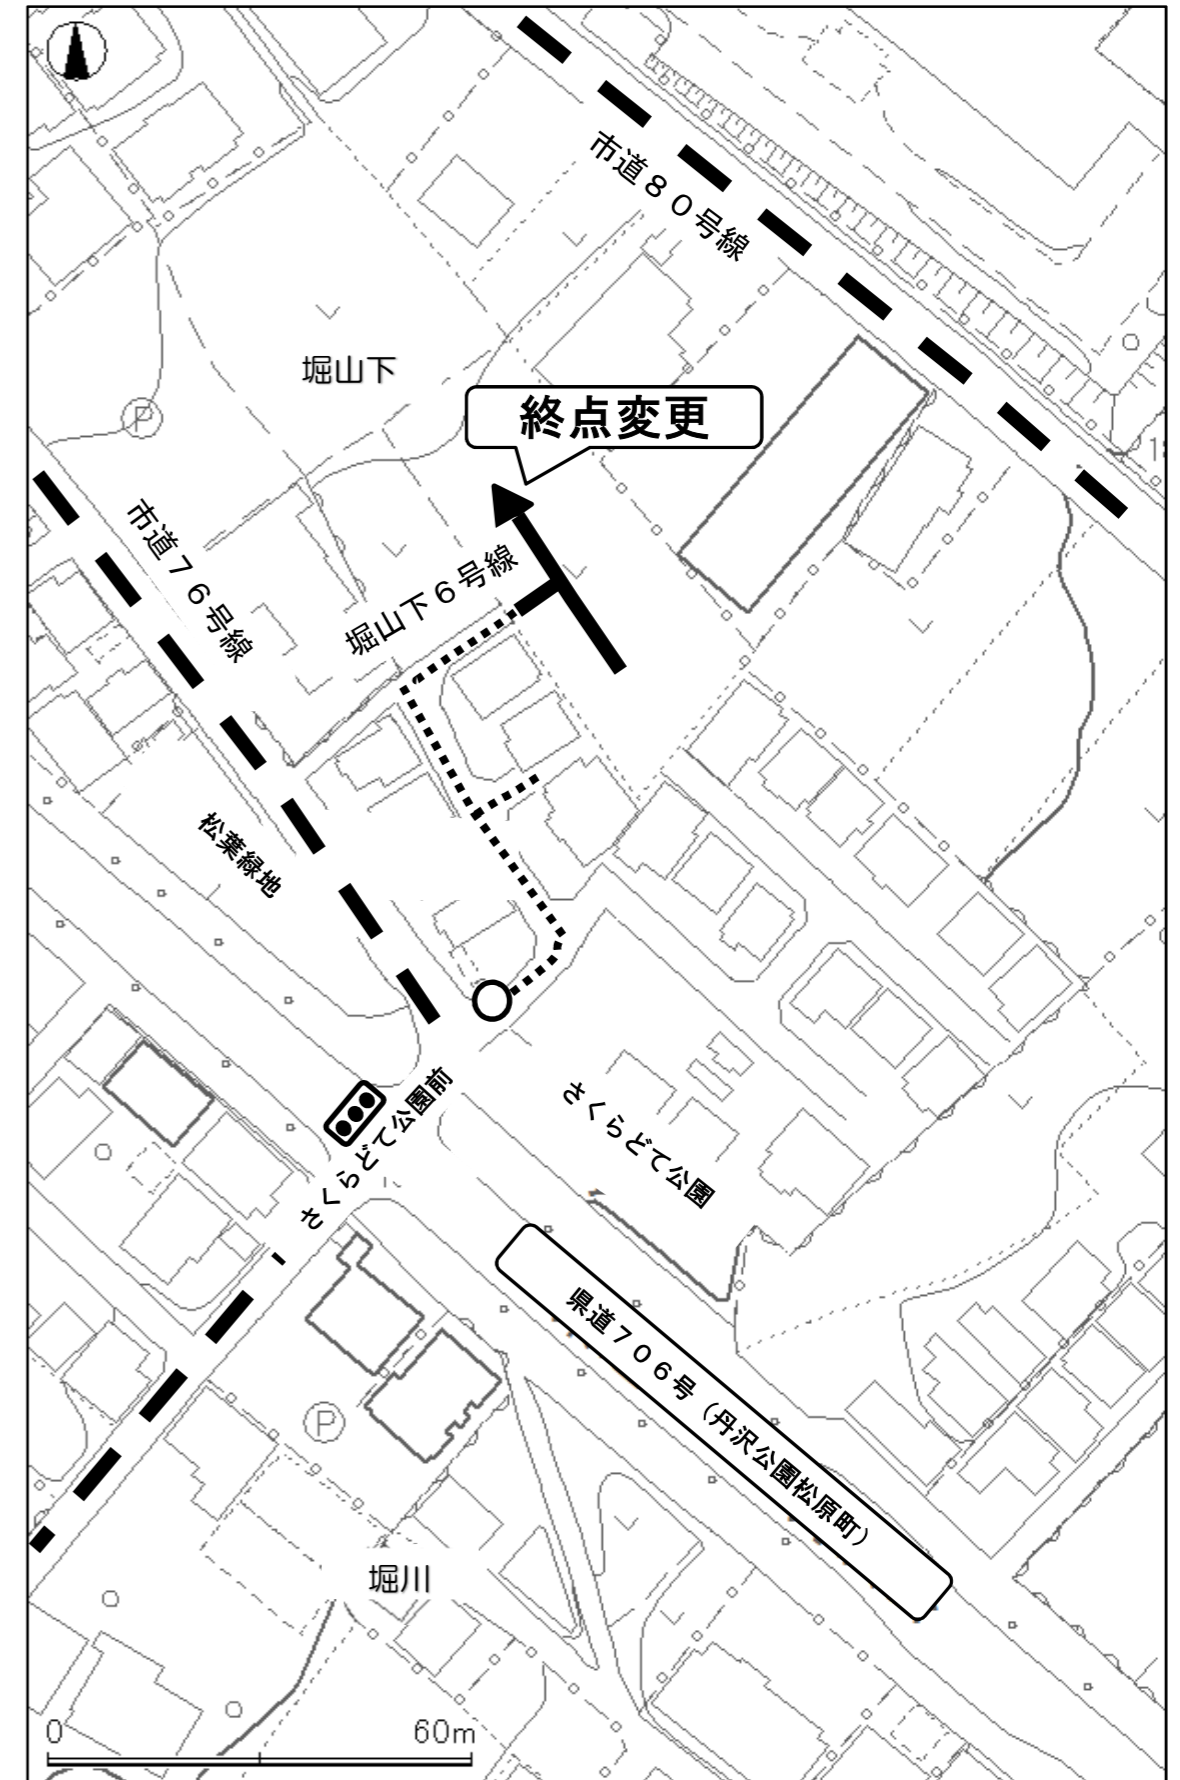 市道８０号線
堀山下
終点変更
Ｐ
市道７６号線
堀山下６号線
松葉緑地
さくらどて公園前
さくらどて公園
県道７０６号（丹沢公園松原町）
Ｐ
堀川
0 60m